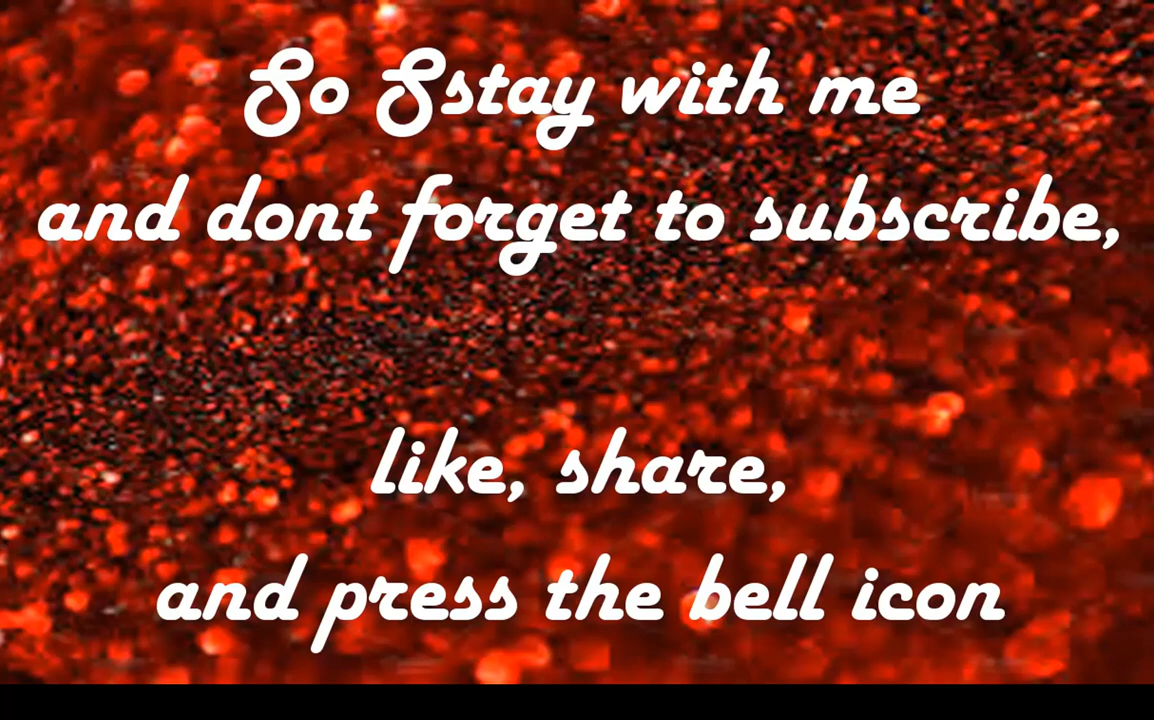 So Sstay with me
and dont forget to subscribe,
like, share,
and press the bell icon